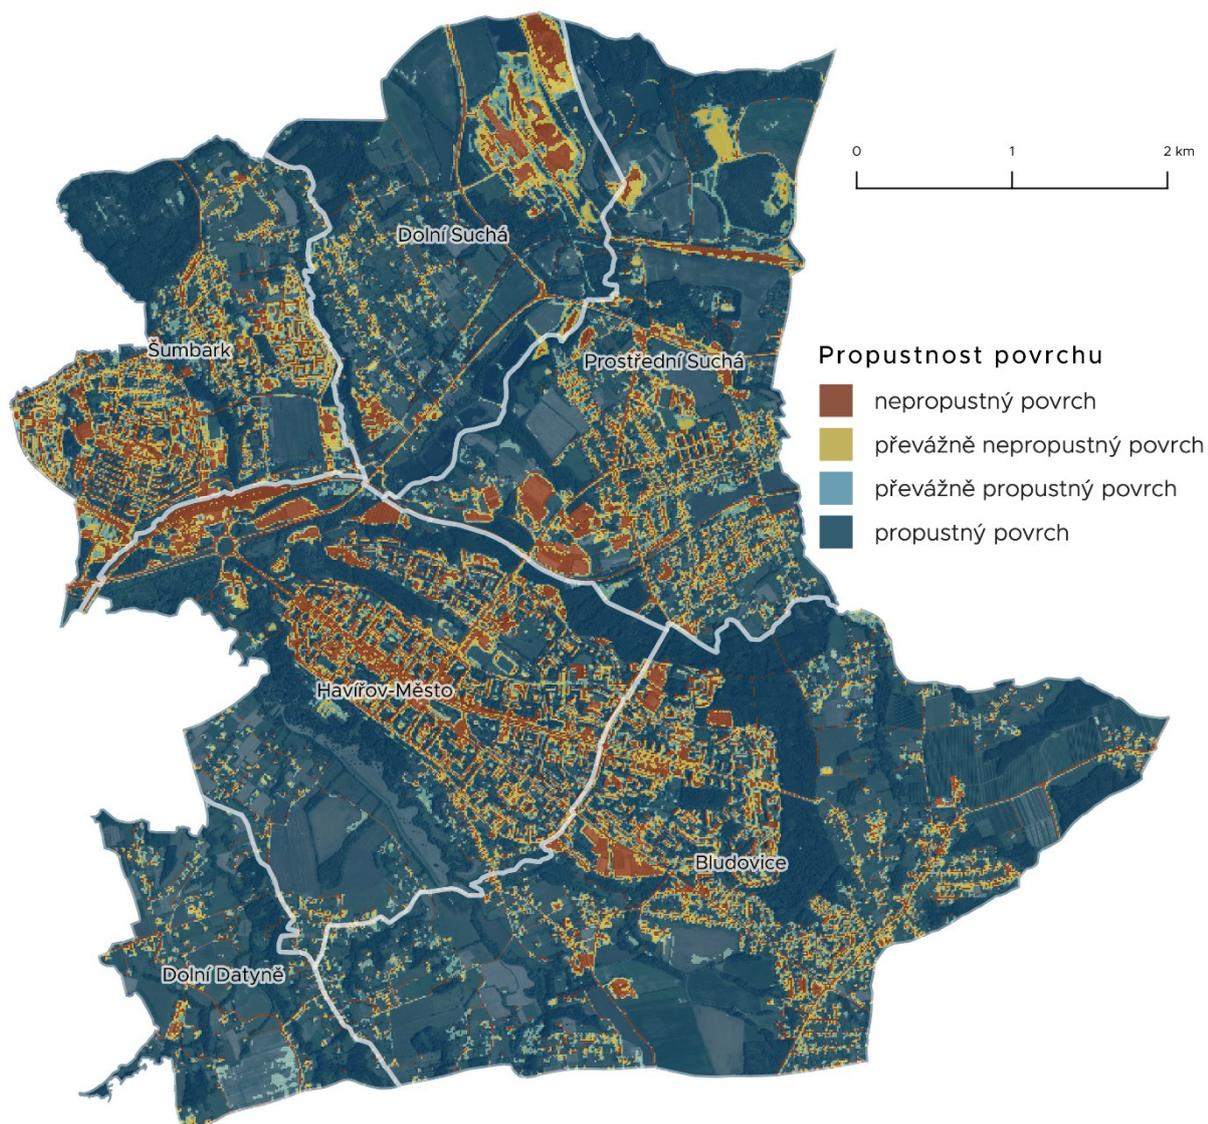 0 1 2 km
Dolní Suchá
Šumbark
Prostřední Suchá
Propustnost povrchu
nepropustný povrch
převážně nepropustný povrch
převážně propustný povrch
propustný povrch
Havířov-Město
Bludovice
Dolní Datyně